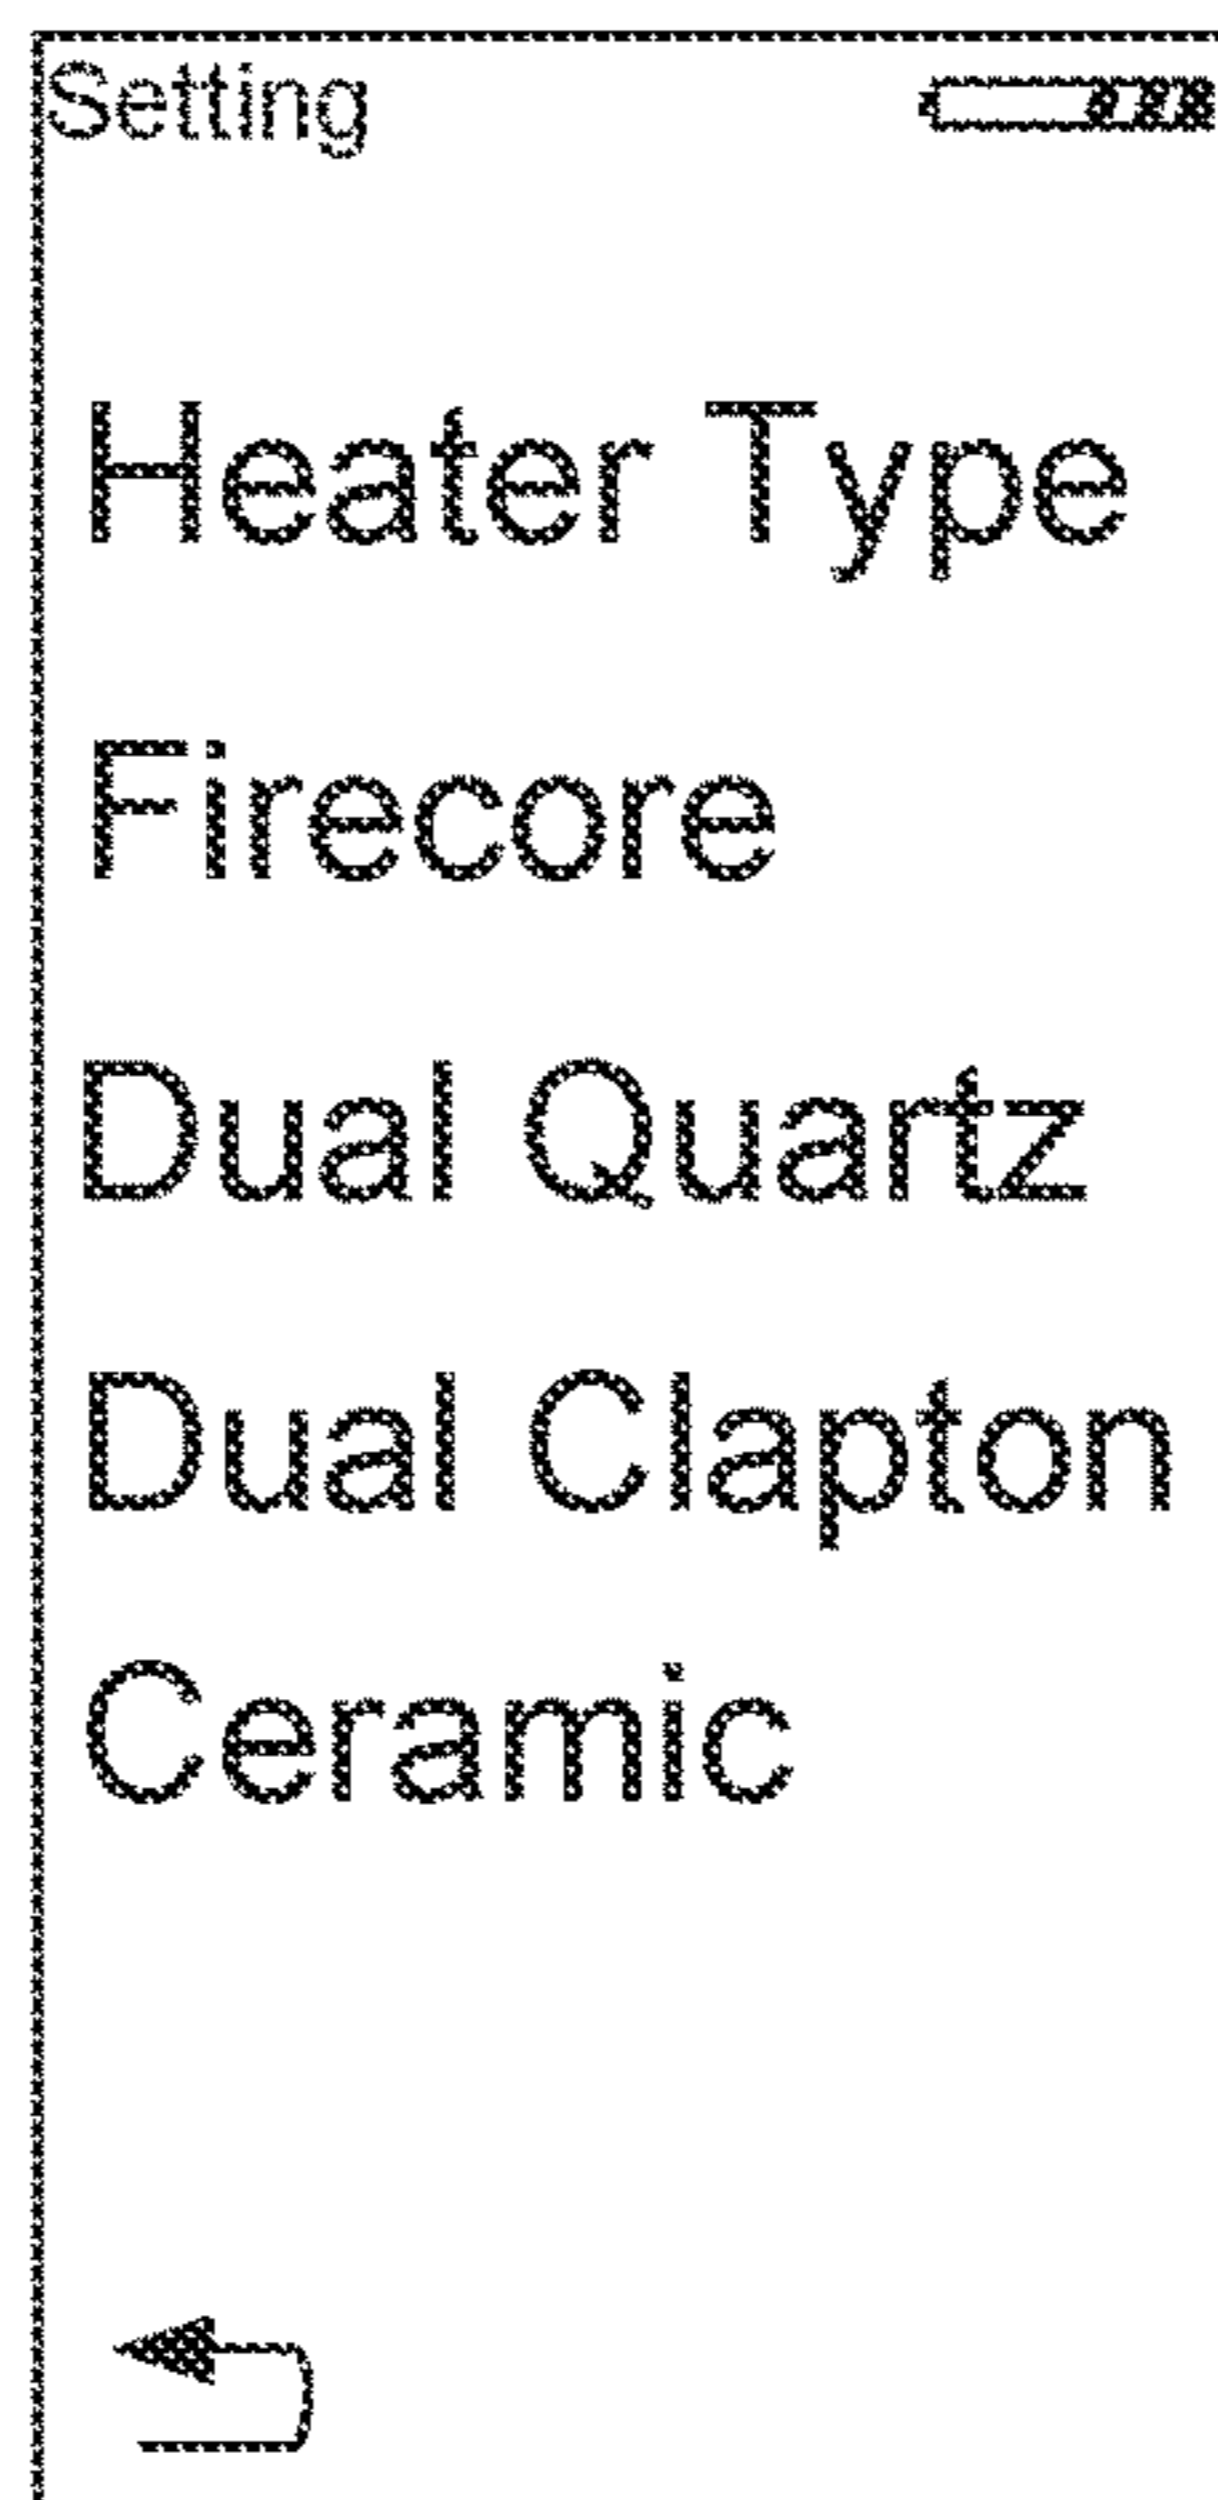 Setting
Heater Type
Firecore
Dual Quartz
Dual Clapton
Ceramic